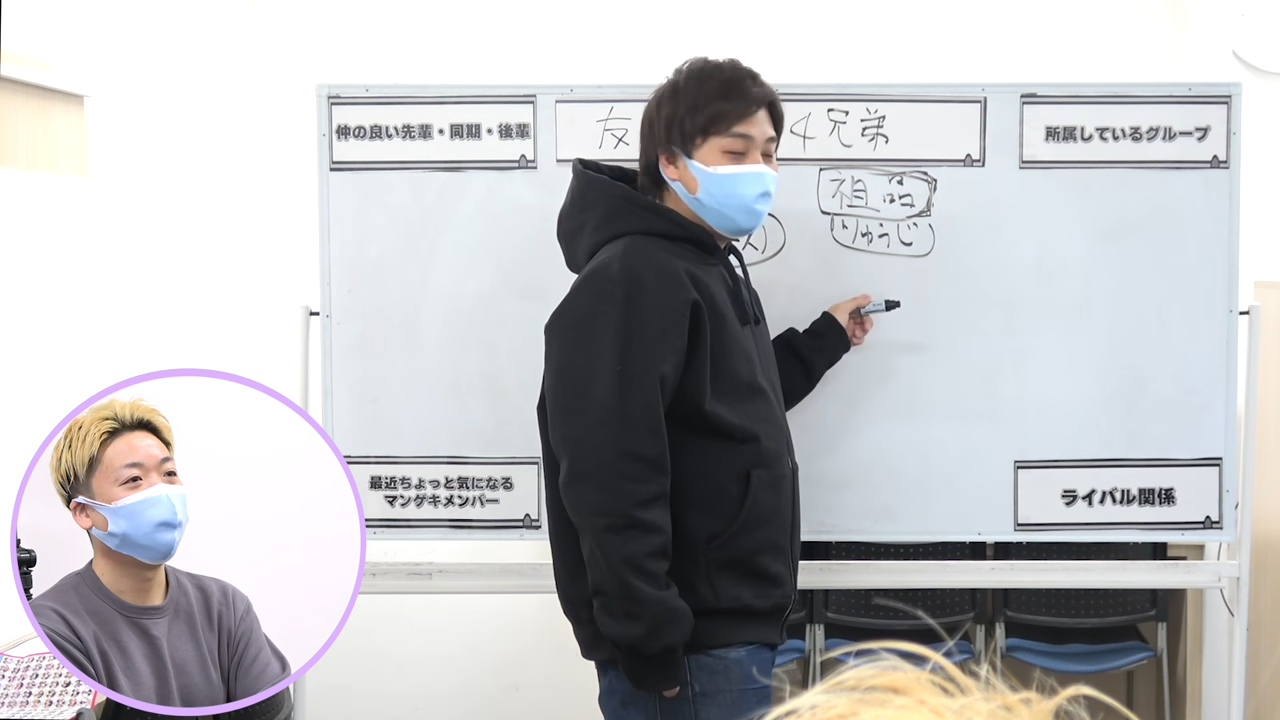 仲の良い先輩・同期・後輩
友
4兄弟
所属しているグループ
祖品
りゅうじ
ス)
最近ちょっと気になる
マンゲキメンバー
ライバル関係